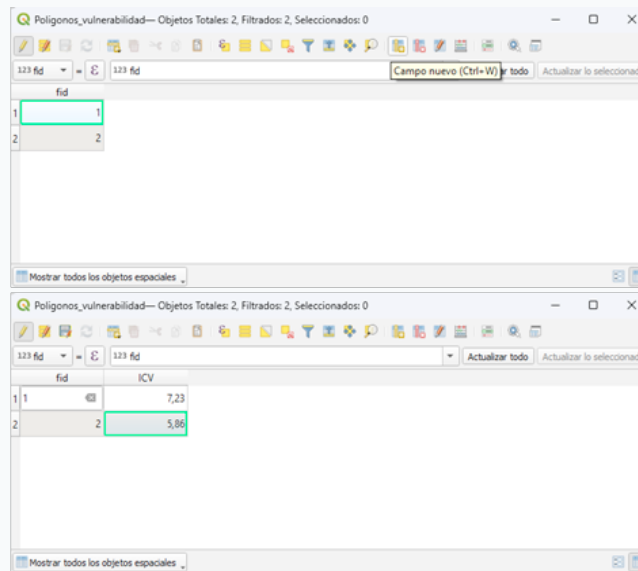 Poligonos_vulnerabilidad— Objetos Totales: 2, Filtrados: 2, Seleccionados: 0
123 fid = ε 123 fid Campo nuevo (Ctrl+W) r todo Actualizar lo seleccionad
fid
1 1
2 2
Mostrar todos los objetos espaciales
Poligonos_vulnerabilidad— Objetos Totales: 2, Filtrados: 2, Seleccionados: 0
123 fid = ε 123 fid Actualizar todo Actualizar lo seleccionad
fid ICV
1 1 7,23
2 2 5,86
Mostrar todos los objetos espaciales